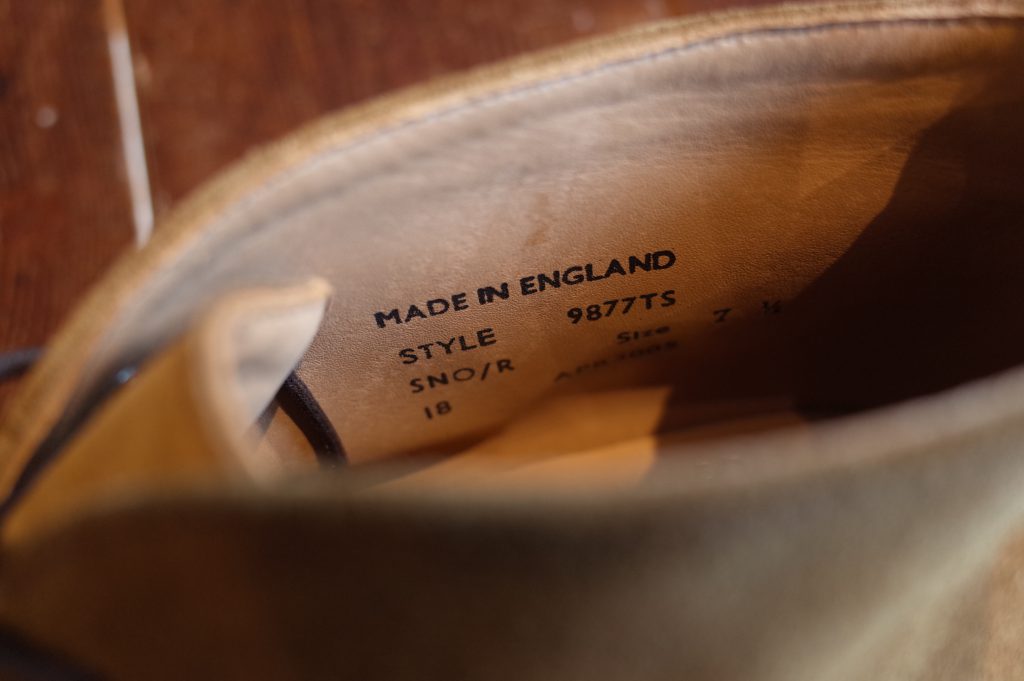 MADE IN ENGLAND
STYLE 9877TS
SNO/R Size 7 ½
18